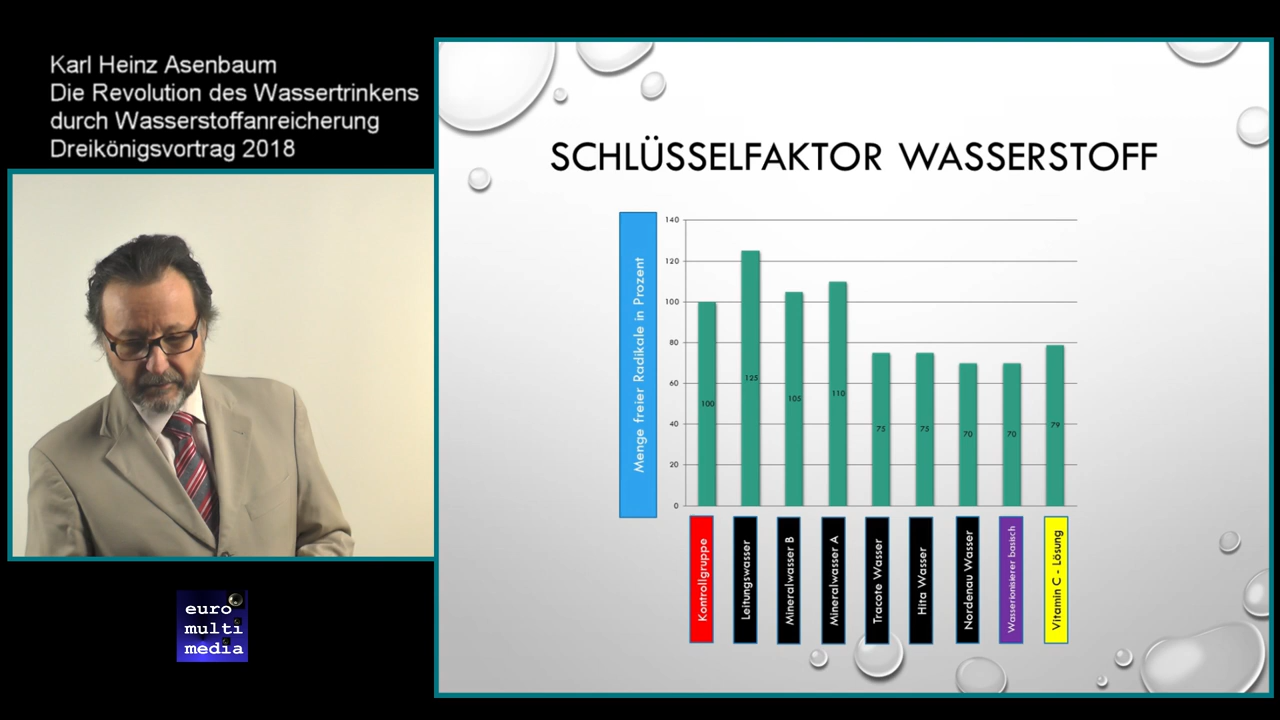 Karl Heinz Asenbaum
Die Revolution des Wassertrinkens
durch Wasserstoffanreicherung
Dreikönigsvortrag 2018
euro
multi
media
SCHLÜSSELFAKTOR WASSERSTOFF
Menge freier Radikale in Prozent
140
120
100
80
60
40
20
0
100
125
105
110
75
75
70
70
79
Kontrollgruppe
Leitungswasser
Mineralwasser B
Mineralwasser A
Tracote Wasser
Hita Wasser
Nordenau Wasser
Wasserionisierer basisch
Vitamin C - Lösung